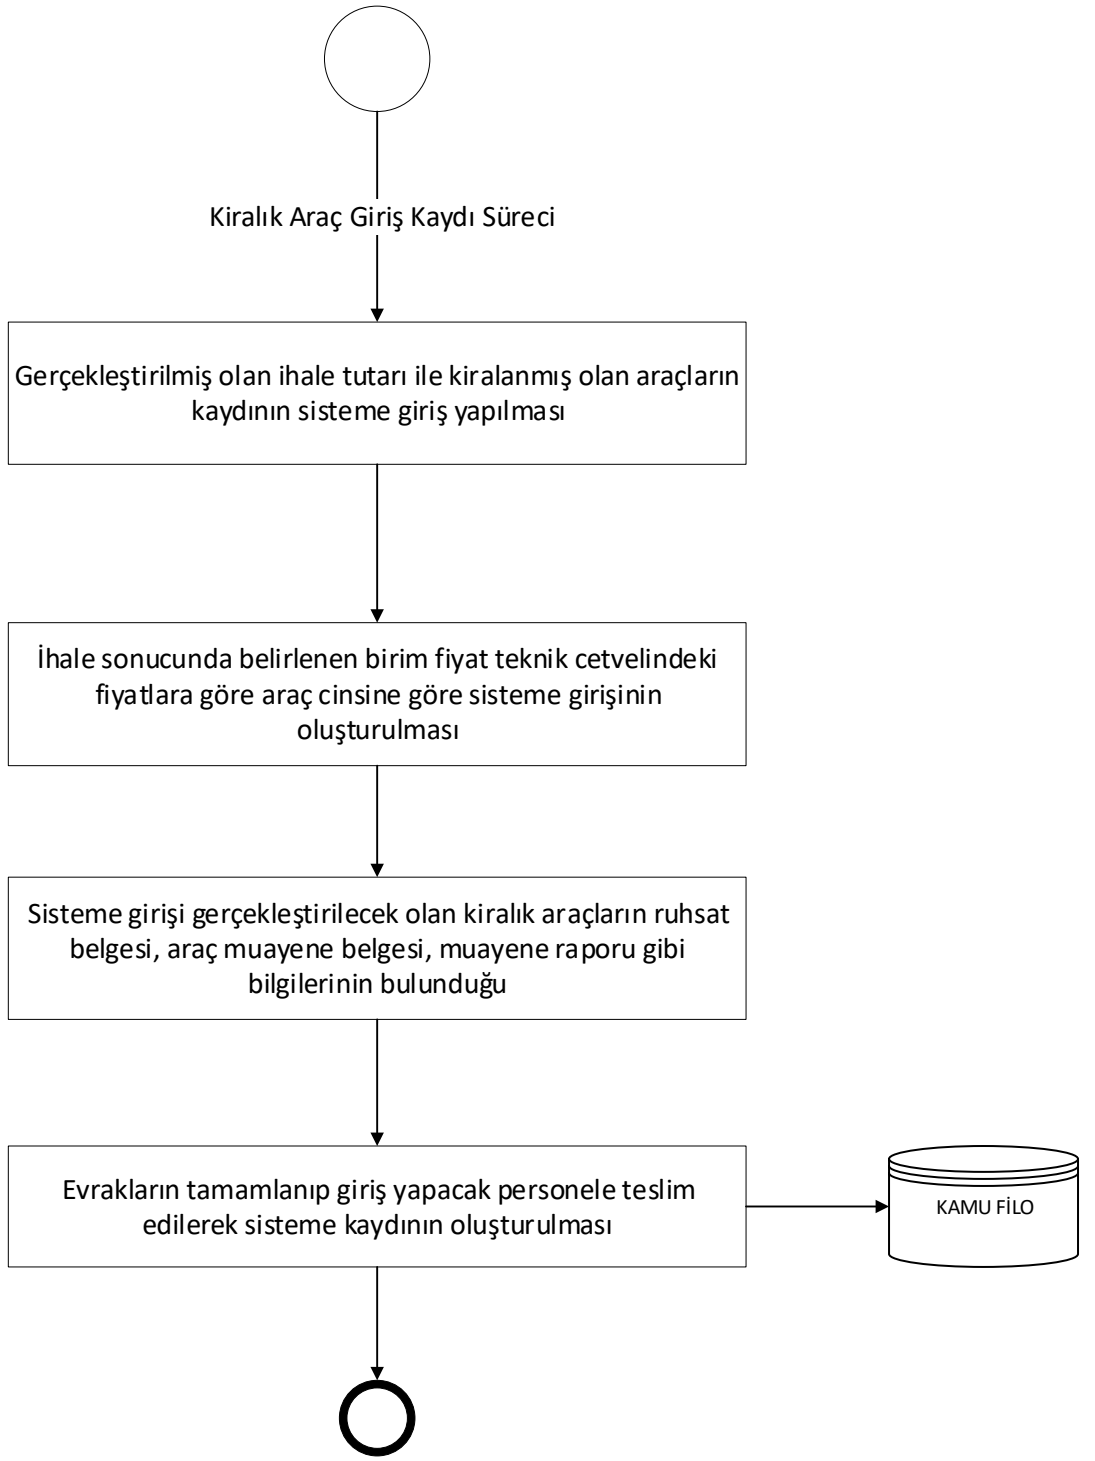 Kiralık Araç Giriş Kaydı Süreci
Gerçekleştirilmiş olan ihale tutarı ile kiralanmış olan araçların
kaydının sisteme giriş yapılması
İhale sonucunda belirlenen birim fiyat teknik cetvelindeki
fiyatlara göre araç cinsine göre sisteme girişinin
oluşturulması
Sisteme girişi gerçekleştirilecek olan kiralık araçların ruhsat
belgesi, araç muayene belgesi, muayene raporu gibi
bilgilerinin bulunduğu
Evrakların tamamlanıp giriş yapacak personele teslim
edilerek sisteme kaydının oluşturulması
KAMU FİLO